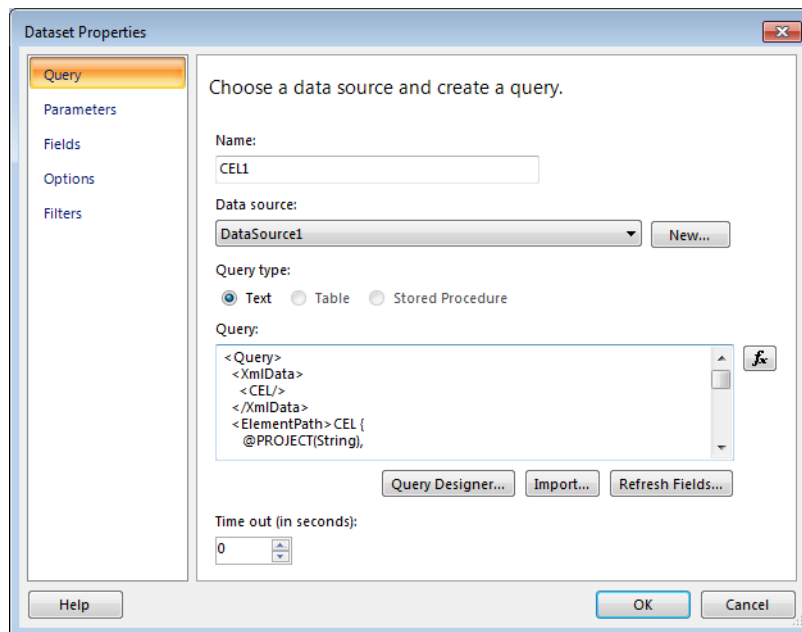 Dataset Properties
Query
Parameters
Fields
Options
Filters
Choose a data source and create a query.
Name:
CEL1
Data source:
DataSource1
New...
Query type:
Text
Table
Stored Procedure
Query:
<Query>
<XmlData>
<CEL/>
</XmlData>
<ElementPath>CEL {
@PROJECT(String),
fx
Query Designer...
Import...
Refresh Fields...
Time out (in seconds):
0
Help
OK
Cancel